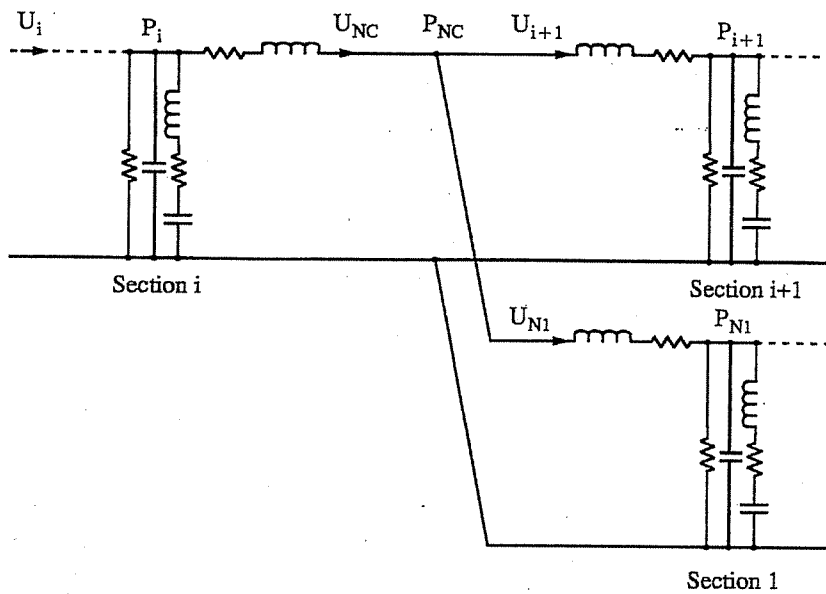 U_i P_i U_NC P_NC U_i+1 P_i+1
Section i
Section i+1
U_N1 P_N1
Section 1